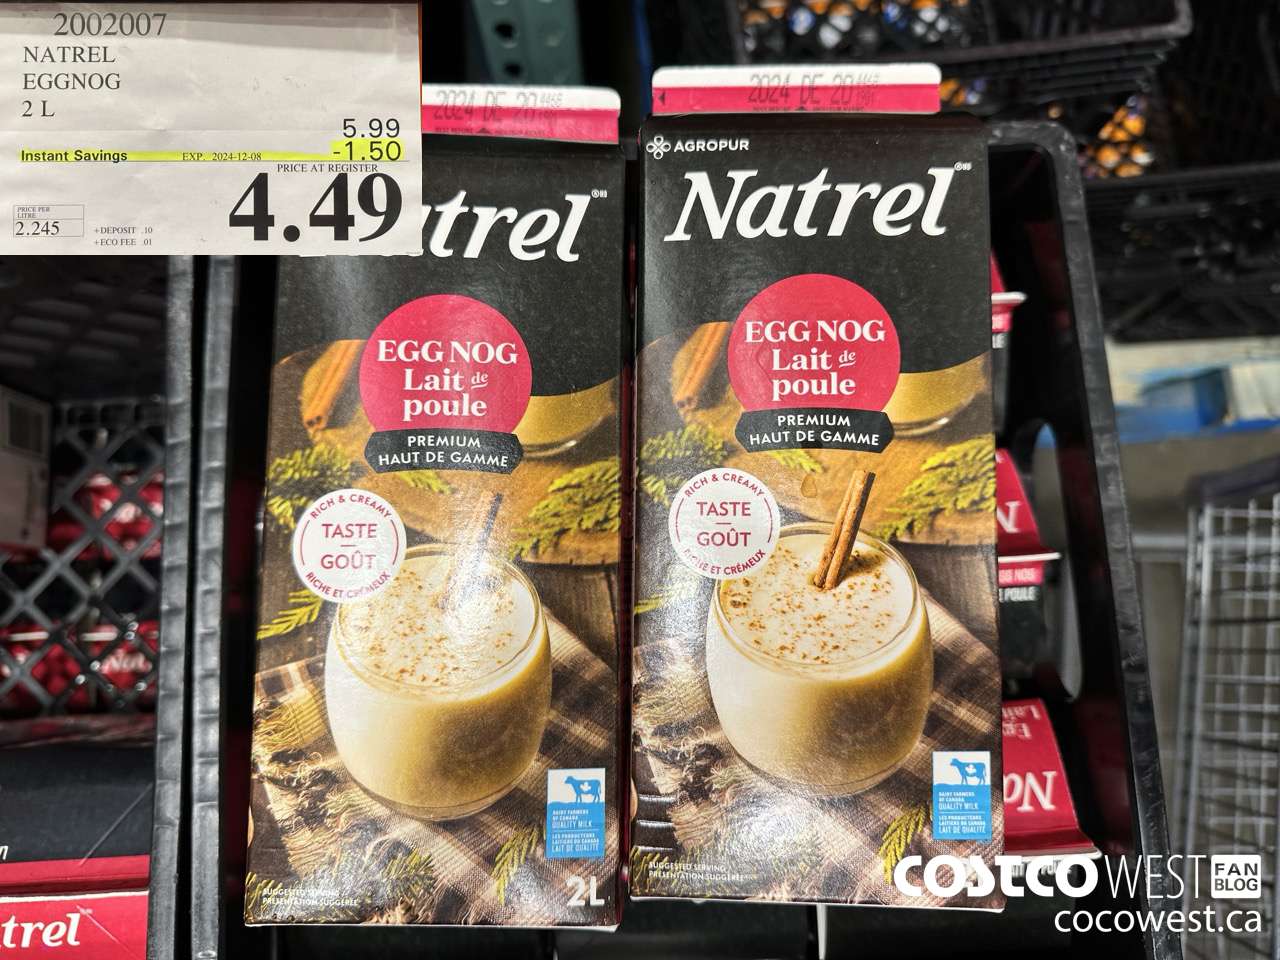 2002007
NATREL
EGGNOG
2 L
5.99
Instant Savings EXP. 2024-12-08 -1.50
PRICE AT REGISTER
4.49
PRICE PER
LITRE
2.245
+DEPOSIT .10
+ECO FEE .01
2024 DE 20
atrel
EGG NOG
Lait de
poule
PREMIUM
HAUT DE GAMME
RICH & CREAMY
TASTE
GOÛT
RICHE ET CRÉMEUX
DAIRY FARMERS
OF CANADA
QUALITY MILK
LES PRODUCTEURS
LAITIERS DU CANADA
LAIT DE QUALITÉ
SUGGESTED SERVING
PRÉSENTATION SUGGÉRÉE
2L
2024 DE 20
AGROPUR
Natrel
EGG NOG
Lait de
poule
PREMIUM
HAUT DE GAMME
RICH & CREAMY
TASTE
GOÛT
RICHE ET CRÉMEUX
DAIRY FARMERS
OF CANADA
QUALITY MILK
LES PRODUCTEURS
LAITIERS DU CANADA
LAIT DE QUALITÉ
SUGGESTED SERVING
PRÉSENTATION SUGGÉRÉE
trel
COSTCO WEST FAN
BLOG
cocowest.ca